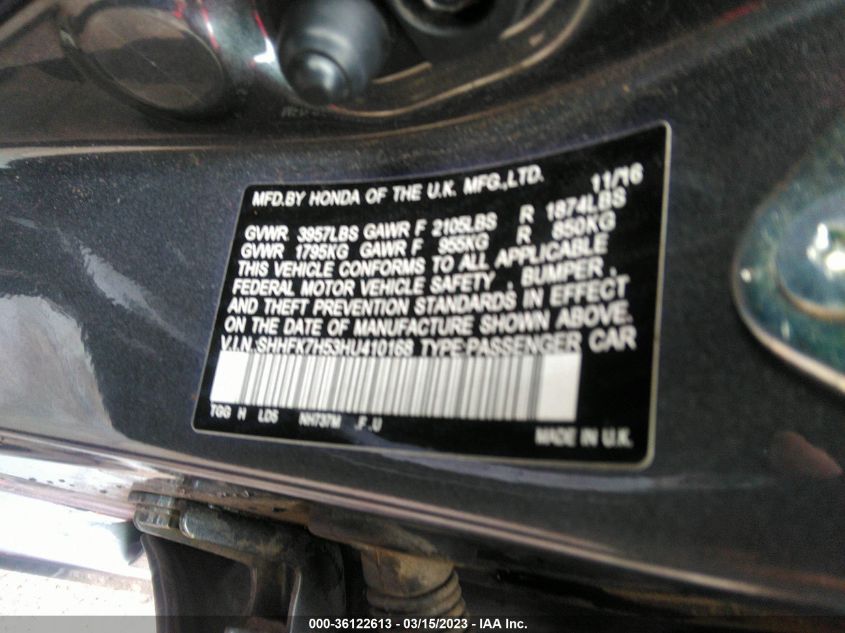 MFD.BY HONDA OF THE U.K. MFG.,LTD. 11/16
GVWR 3957LBS GAWR F 2105LBS R 1874LBS
GVWR 1795KG GAWR F 955KG R 850KG
THIS VEHICLE CONFORMS TO ALL APPLICABLE
FEDERAL MOTOR VEHICLE SAFETY , BUMPER ,
AND THEFT PREVENTION STANDARDS IN EFFECT
ON THE DATE OF MANUFACTURE SHOWN ABOVE.
V.I.N. SHHFK7H53HU410168 TYPE:PASSENGER CAR
TGG H LDS NH737M .F.U
MADE IN U.K.
000-36122613 - 03/15/2023 - IAA Inc.